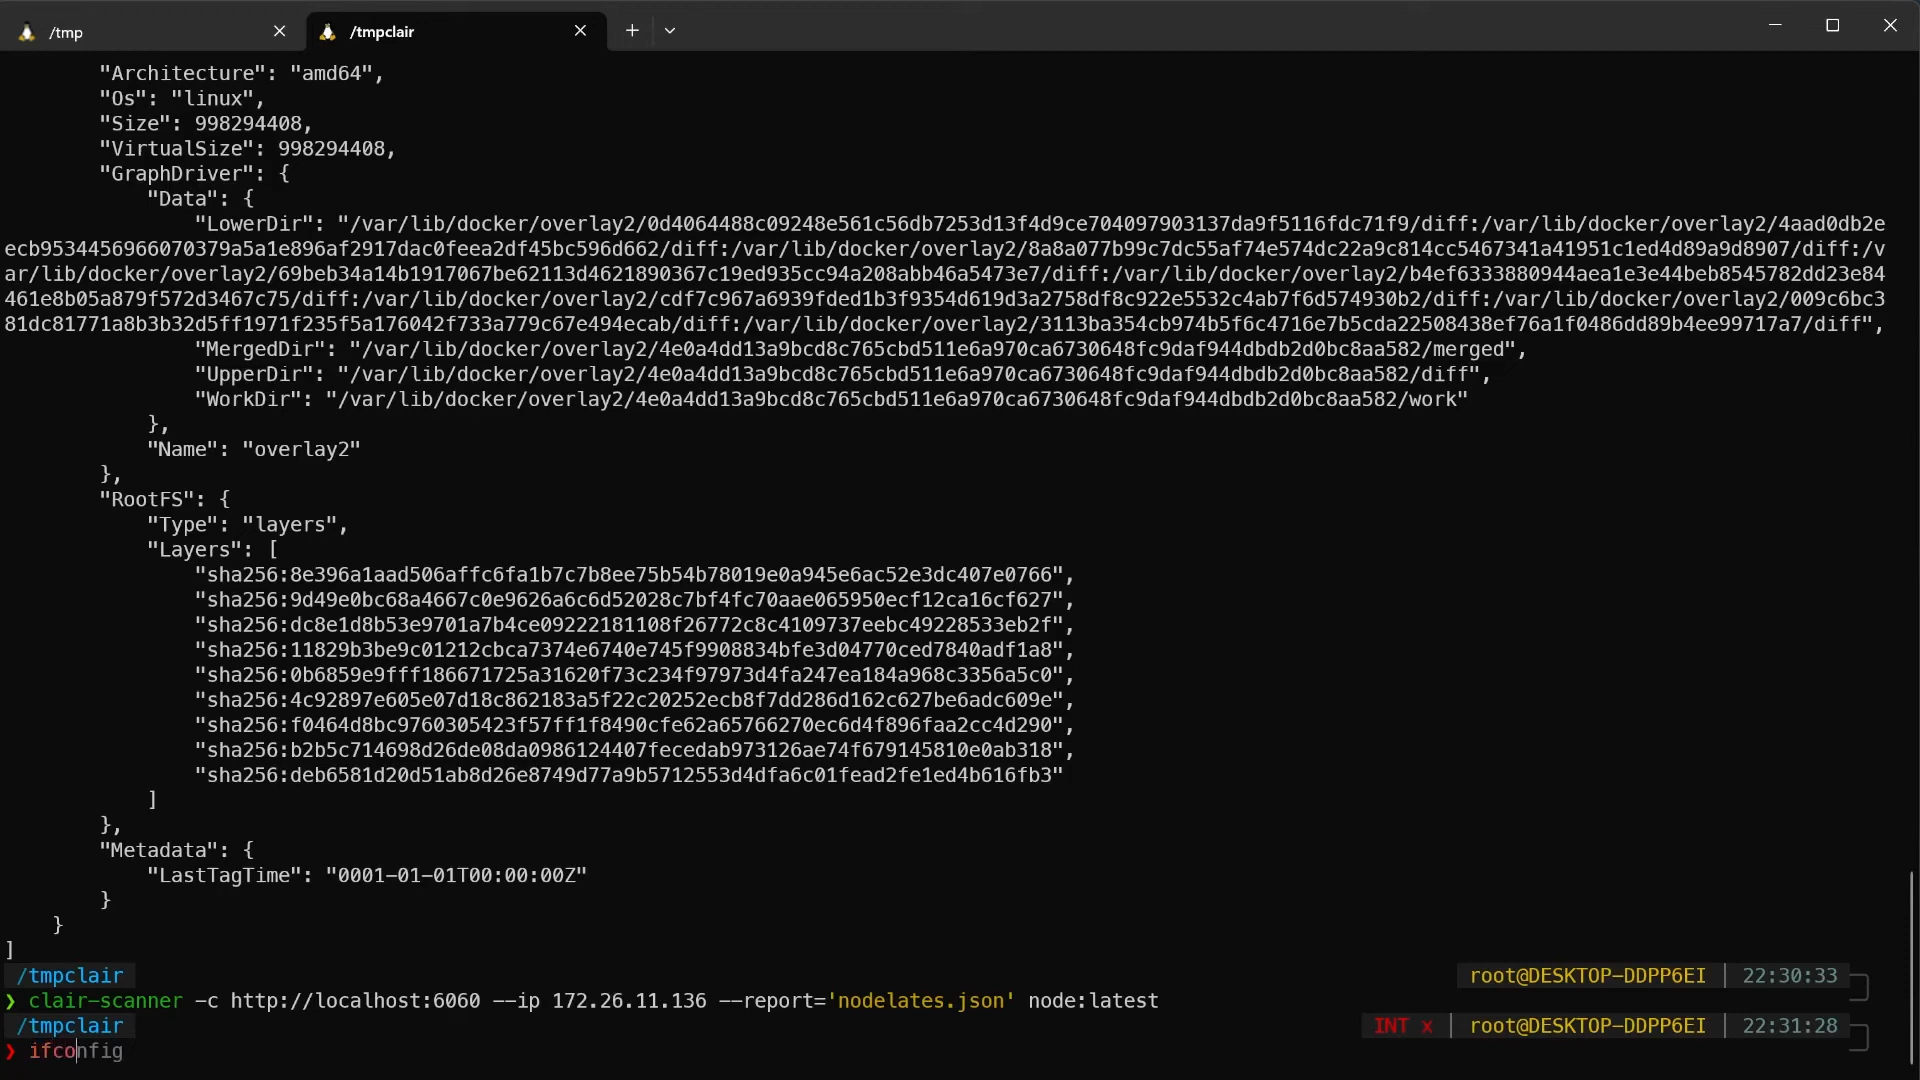 /tmp
/tmpclair
"Architecture": "amd64",
"Os": "linux",
"Size": 998294408,
"VirtualSize": 998294408,
"GraphDriver": {
"Data": {
"LowerDir": "/var/lib/docker/overlay2/0d4064488c09248e561c56db7253d13f4d9ce704097903137da9f5116fdc71f9/diff:/var/lib/docker/overlay2/4aad0db2e
ecb9534456966070379a5a1e896af2917dac0feea2df45bc596d662/diff:/var/lib/docker/overlay2/8a8a077b99c7dc55af74e574dc22a9c814cc5467341a41951c1ed4d89a9d8907/diff:/v
ar/lib/docker/overlay2/69beb34a14b1917067be62113d4621890367c19ed935cc94a208abb46a5473e7/diff:/var/lib/docker/overlay2/b4ef6333880944aea1e3e44beb8545782dd23e84
461e8b05a879f572d3467c75/diff:/var/lib/docker/overlay2/cdf7c967a6939fded1b3f9354d619d3a2758df8c922e5532c4ab7f6d574930b2/diff:/var/lib/docker/overlay2/009c6bc3
81dc81771a8b3b32d5ff1971f235f5a176042f733a779c67e494ecab/diff:/var/lib/docker/overlay2/3113ba354cb974b5f6c4716e7b5cda22508438ef76a1f0486dd89b4ee99717a7/diff",
"MergedDir": "/var/lib/docker/overlay2/4e0a4dd13a9bcd8c765cbd511e6a970ca6730648fc9daf944dbdb2d0bc8aa582/merged",
"UpperDir": "/var/lib/docker/overlay2/4e0a4dd13a9bcd8c765cbd511e6a970ca6730648fc9daf944dbdb2d0bc8aa582/diff",
"WorkDir": "/var/lib/docker/overlay2/4e0a4dd13a9bcd8c765cbd511e6a970ca6730648fc9daf944dbdb2d0bc8aa582/work"
},
"Name": "overlay2"
},
"RootFS": {
"Type": "layers",
"Layers": [
"sha256:8e396a1aad506affc6fa1b7c7b8ee75b54b78019e0a945e6ac52e3dc407e0766",
"sha256:9d49e0bc68a4667c0e9626a6c6d52028c7bf4fc70aae065950ecf12ca16cf627",
"sha256:dc8e1d8b53e9701a7b4ce09222181108f26772c8c4109737eebc49228533eb2f",
"sha256:11829b3be9c01212cbca7374e6740e745f9908834bfe3d04770ced7840adf1a8",
"sha256:0b6859e9fff186671725a31620f73c234f97973d4fa247ea184a968c3356a5c0",
"sha256:4c92897e605e07d18c862183a5f22c20252ecb8f7dd286d162c627be6adc609e",
"sha256:f0464d8bc9760305423f57ff1f8490cfe62a65766270ec6d4f896faa2cc4d290",
"sha256:b2b5c714698d26de08da0986124407fecedab973126ae74f679145810e0ab318",
"sha256:deb6581d20d51ab8d26e8749d77a9b5712553d4dfa6c01fead2fe1ed4b616fb3"
]
},
"Metadata": {
"LastTagTime": "0001-01-01T00:00:00Z"
}
}
]
/tmpclair root@DESKTOP-DDPP6EI | 22:30:33
❯ clair-scanner -c http://localhost:6060 --ip 172.26.11.136 --report='nodelates.json' node:latest
/tmpclair INT x | root@DESKTOP-DDPP6EI | 22:31:28
❯ ifconfig